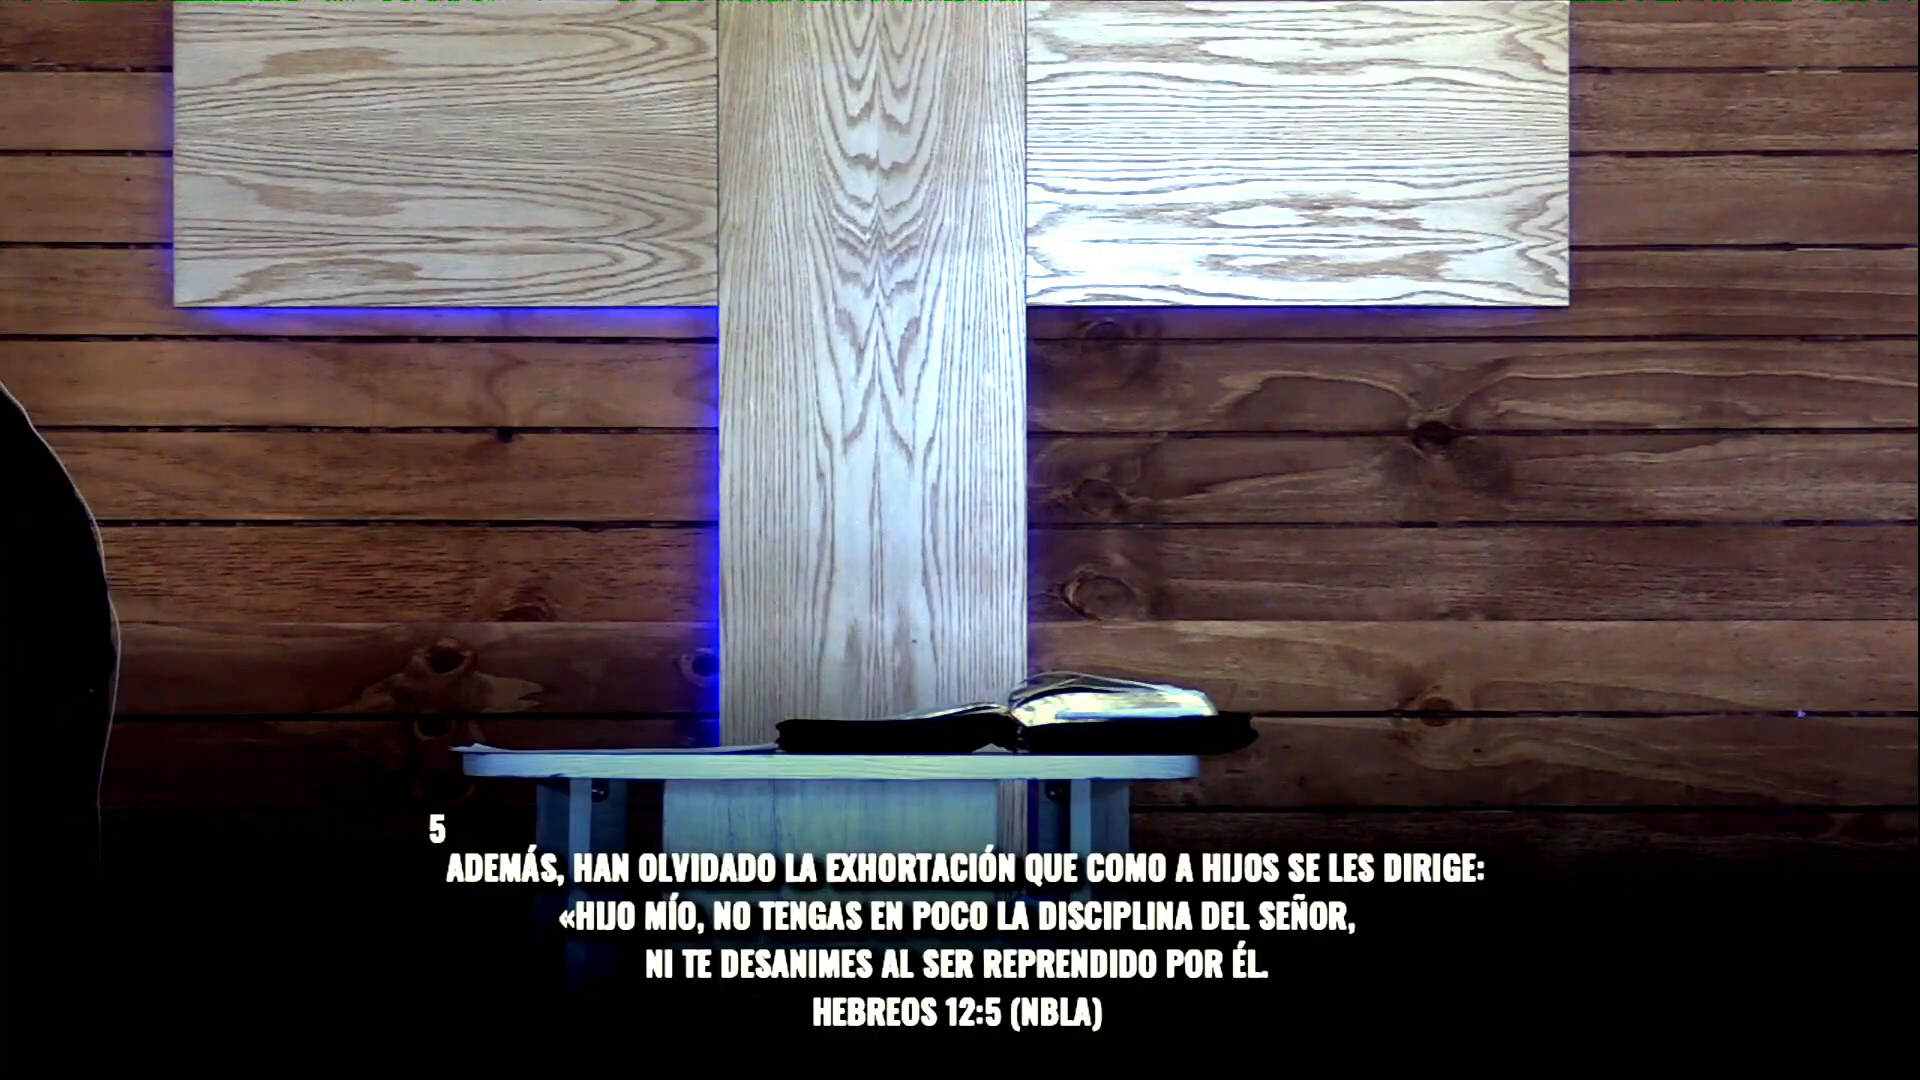 5
ADEMÁS, HAN OLVIDADO LA EXHORTACIÓN QUE COMO A HIJOS SE LES DIRIGE:
«HIJO MÍO, NO TENGAS EN POCO LA DISCIPLINA DEL SEÑOR,
NI TE DESANIMES AL SER REPRENDIDO POR ÉL.
HEBREOS 12:5 (NBLA)